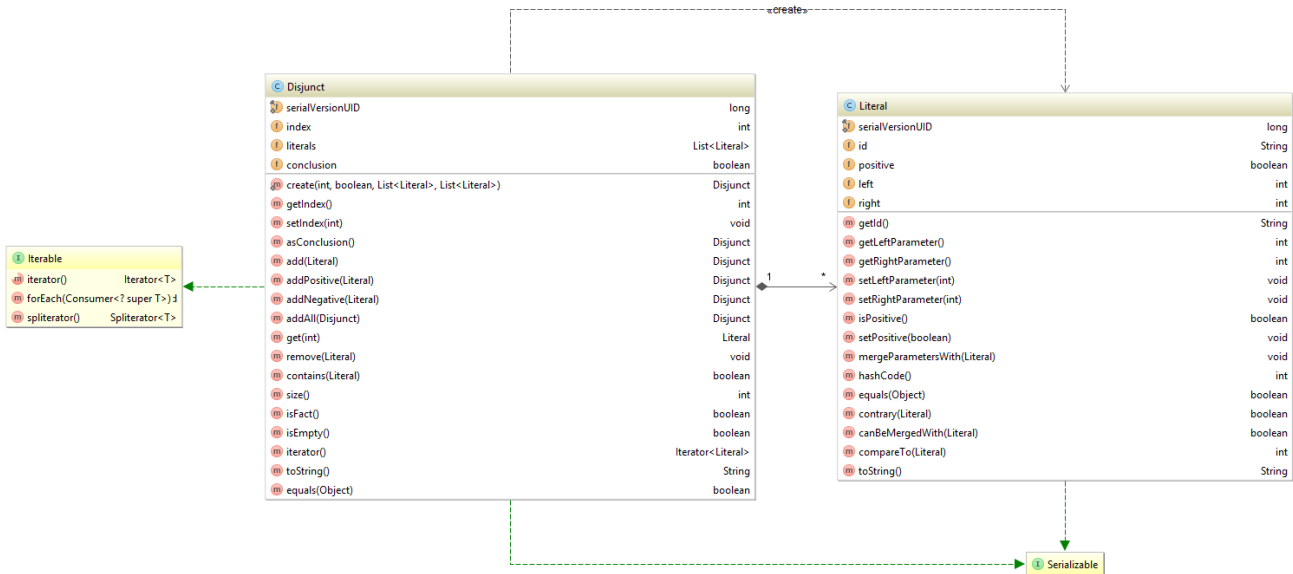 «create»
Disjunct
serialVersionUID long
index int
literals List<Literal>
conclusion boolean
create(int, boolean, List<Literal>, List<Literal>) Disjunct
getIndex() int
setIndex(int) void
asConclusion() Disjunct
add(Literal) Disjunct
addPositive(Literal) Disjunct
addNegative(Literal) Disjunct
addAll(Disjunct) Disjunct
get(int) Literal
remove(Literal) void
contains(Literal) boolean
size() int
isFact() boolean
isEmpty() boolean
iterator() Iterator<Literal>
toString() String
equals(Object) boolean
1 *
Literal
serialVersionUID long
id String
positive boolean
left int
right int
getId() String
getLeftParameter() int
getRightParameter() int
setLeftParameter(int) void
setRightParameter(int) void
isPositive() boolean
setPositive(boolean) void
mergeParametersWith(Literal) void
hashCode() int
equals(Object) boolean
contrary(Literal) boolean
canBeMergedWith(Literal) boolean
compareTo(Literal) int
toString() String
Iterable
iterator() Iterator<T>
forEach(Consumer<? super T>)
spliterator() Spliterator<T>
Serializable